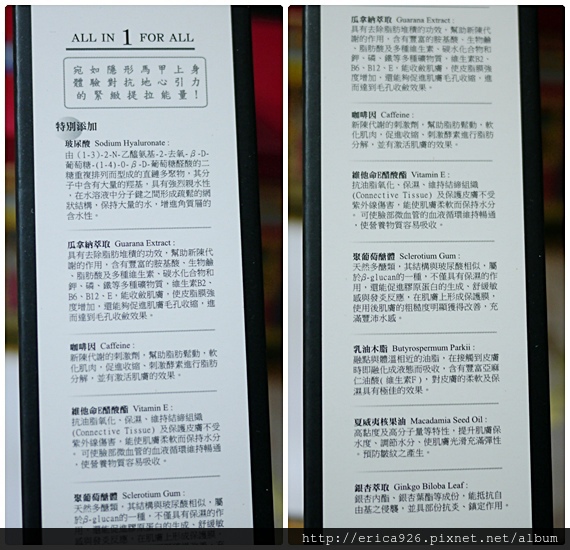 ALL IN 1 FOR ALL
宛如隱形馬甲上身
體驗對抗地心引力
的緊緻提拉能量！
特別添加
玻尿酸 Sodium Hyaluronate :
由(1-3)-2-N-乙醯氨基-2-去氧-β-D-
葡萄糖-(1-4)-O-β-D-葡萄糖醛酸的二
糖重複排列而型成的直鏈多聚物，其分
子中含有大量的羥基，具有強烈親水性
，在水溶液中分子鏈之間形成疏鬆的網
狀結構，保持大量的水，增進角質層的
含水性。
瓜拿納萃取 Guarana Extract :
具有去除脂肪堆積的功效，幫助新陳代
謝的作用，含有豐富的胺基酸、生物鹼
、脂肪酸及多種維生素、碳水化合物和
鉀、磷、鐵等多種礦物質，維生素B2、
B6、B12、E，能收斂肌膚，使皮脂膜強
度增加，還能夠促進肌膚毛孔收縮，進
而達到毛孔收斂效果。
咖啡因 Caffeine :
新陳代謝的刺激劑，幫助脂肪鬆動，軟
化肌肉，促進收縮，刺激酵素進行脂肪
分解，並有激活肌膚的效果。
維他命E醋酸酯 Vitamin E :
抗油脂氧化、保濕、維持結締組織
(Connective Tissue) 及保護皮膚不受
紫外線傷害，能使肌膚柔軟而保持水分
。可使臉部微血管的血液循環維持暢通
，使營養物質容易吸收。
聚葡萄醣體 Sclerotium Gum :
天然多醣類，其結構與玻尿酸相似，屬
於β-glucan的一種，不僅具有保濕的作
用，還能促進膠原蛋白的生成、舒緩敏
瓜拿納萃取 Guarana Extract :
具有去除脂肪堆積的功效，幫助新陳代
謝的作用，含有豐富的胺基酸、生物鹼
、脂肪酸及多種維生素、碳水化合物和
鉀、磷、鐵等多種礦物質，維生素B2、
B6、B12、E，能收斂肌膚，使皮脂膜強
度增加，還能夠促進肌膚毛孔收縮，進
而達到毛孔收斂效果。
咖啡因 Caffeine :
新陳代謝的刺激劑，幫助脂肪鬆動，軟
化肌肉，促進收縮，刺激酵素進行脂肪
分解，並有激活肌膚的效果。
維他命E醋酸酯 Vitamin E :
抗油脂氧化、保濕、維持結締組織
(Connective Tissue) 及保護皮膚不受
紫外線傷害，能使肌膚柔軟而保持水分
。可使臉部微血管的血液循環維持暢通
，使營養物質容易吸收。
聚葡萄醣體 Sclerotium Gum :
天然多醣類，其結構與玻尿酸相似，屬
於β-glucan的一種，不僅具有保濕的作
用，還能促進膠原蛋白的生成、舒緩敏
感與發炎反應，在肌膚上形成保護膜，
使用後肌膚的粗糙度明顯獲得改善，充
滿豐沛水感。
乳油木脂 Butyrospermum Parkii :
融點與體溫相近的油脂，在接觸到皮膚
時即融化成液態而吸收，含有豐富亞麻
仁油酸(維生素F)，對皮膚的柔軟及保
濕具有極佳的效果。
夏威夷核果油 Macadamia Seed Oil :
高黏度及高分子量等特性，提升肌膚保
水度、調節水分、使肌膚光滑充滿彈性
，預防皺紋之產生。
銀杏萃取 Ginkgo Biloba Leaf :
銀杏內酯、銀杏葉酯等成份，能抵抗自
由基之侵襲，並具部份抗炎、鎮定作用。
http://erica926.pixnet.net/album